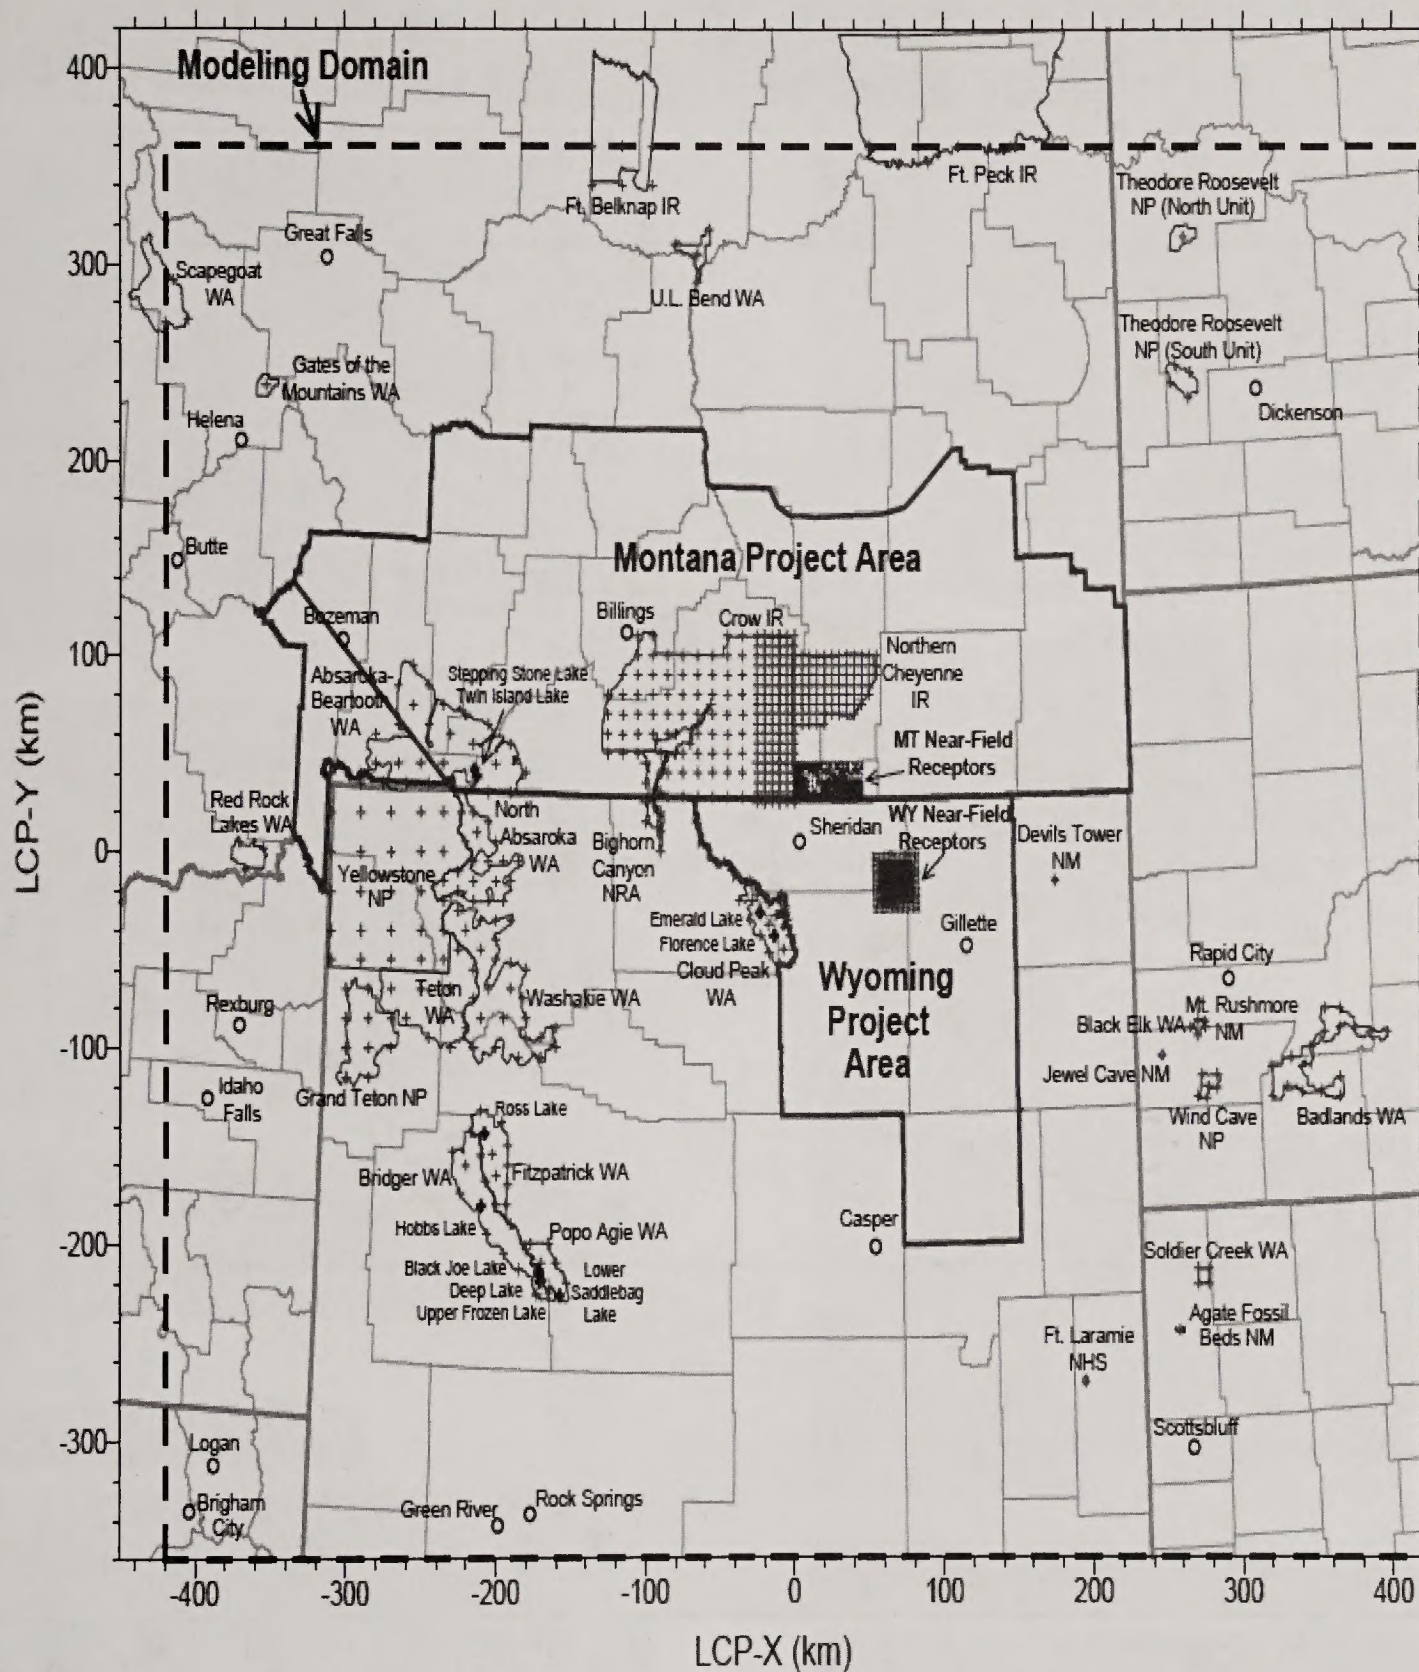 400
Modeling Domain
Ft. Peck IR
Theodore Roosevelt
NP (North Unit)
Ft. Belknap IR
Great Falls
300
Scapegoat
WA
U.L. Bend WA
Theodore Roosevelt
NP (South Unit)
Gates of the
Mountains WA
Dickenson
Helena
200
Butte
Montana Project Area
Billings
Crow IR
Bozeman
100
Northern
Cheyenne
IR
Absaroka-
Beartooth
WA
Stepping Stone Lake
Twin Island Lake
MT Near-Field
Receptors
LCP-Y (km)
Red Rock
Lakes WA
North
Absaroka
WA
Bighorn
Canyon
NRA
Sheridan
WY Near-Field
Receptors
Devils Tower
NM
0
Yellowstone
NP
Emerald Lake
Florence Lake
Cloud Peak
WA
Gillette
Wyoming
Project
Area
Rapid City
Teton
WA
Washakie WA
Rexburg
Mt. Rushmore
NM
Black Elk WA
-100
Jewel Cave NM
Idaho
Falls
Grand Teton NP
Wind Cave
NP
Badlands WA
Ross Lake
Bridger WA
Fitzpatrick WA
Hobbs Lake
Popo Agie WA
Casper
-200
Black Joe Lake
Deep Lake
Upper Frozen Lake
Lower
Saddlebag
Lake
Soldier Creek WA
Agate Fossil
Beds NM
Ft. Laramie
NHS
-300
Logan
Scottsbluff
Brigham
City
Green River
Rock Springs
-400
-300
-200
-100
0
100
200
300
400
LCP-X (km)